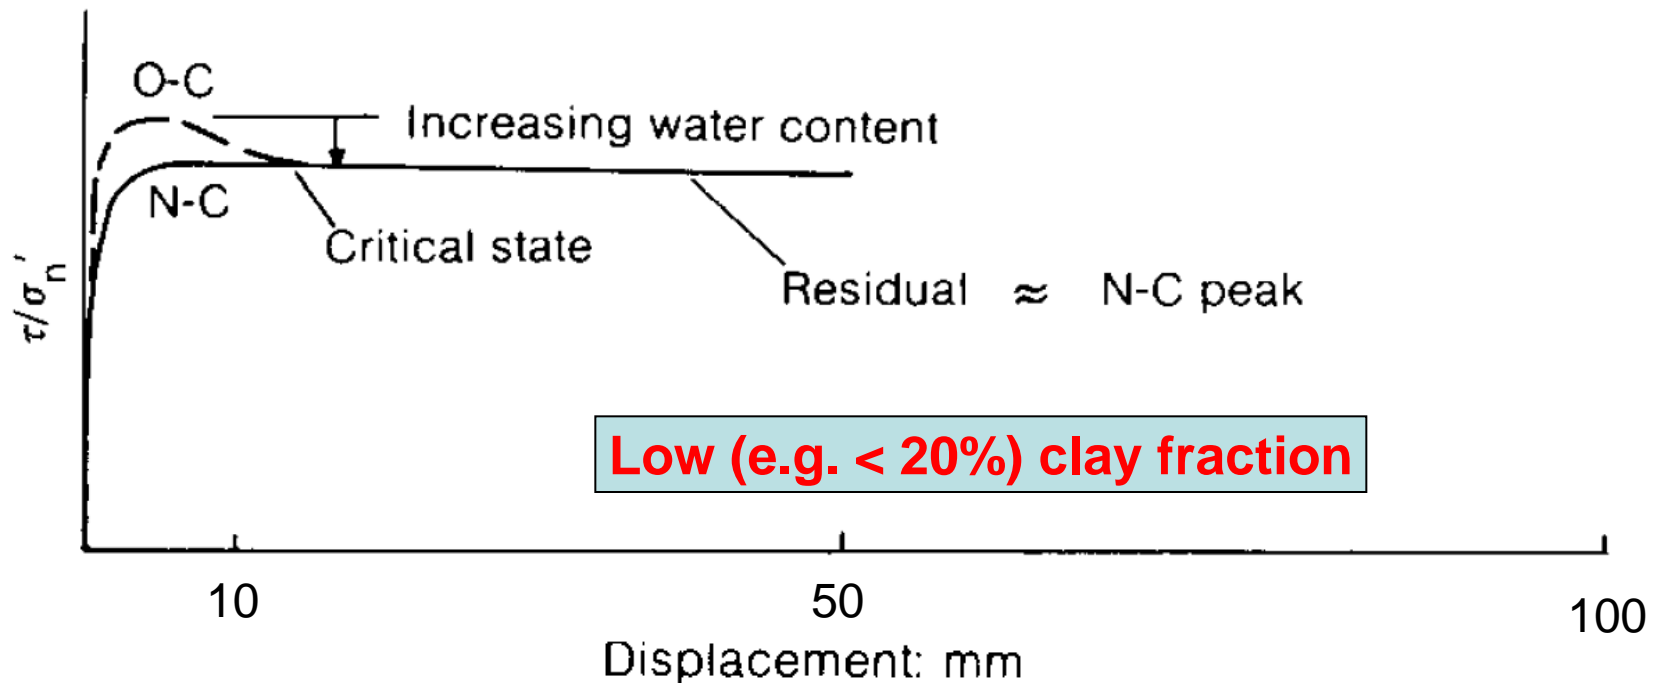 O-C
Increasing water content
N-C
Critical state
Residual ≈ N-C peak
τ/σn'
Low (e.g. < 20%) clay fraction
10 50 100
Displacement: mm